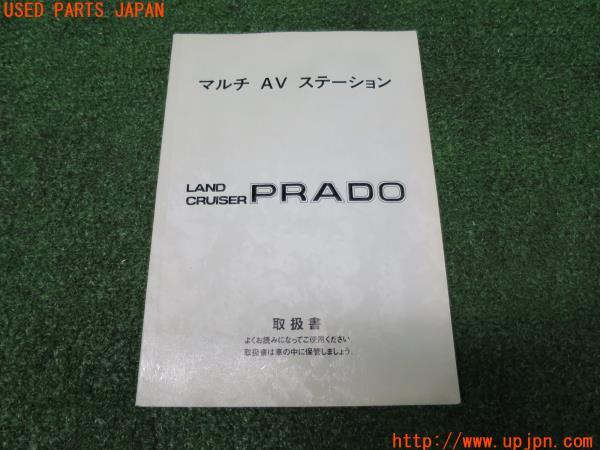 USED PARTS JAPAN
マルチ AV ステーション
LAND
CRUISER PRADO
取扱書
よくお読みになってご使用ください。
取扱書は車の中に保管しましょう。
http://www.upjpn.com/